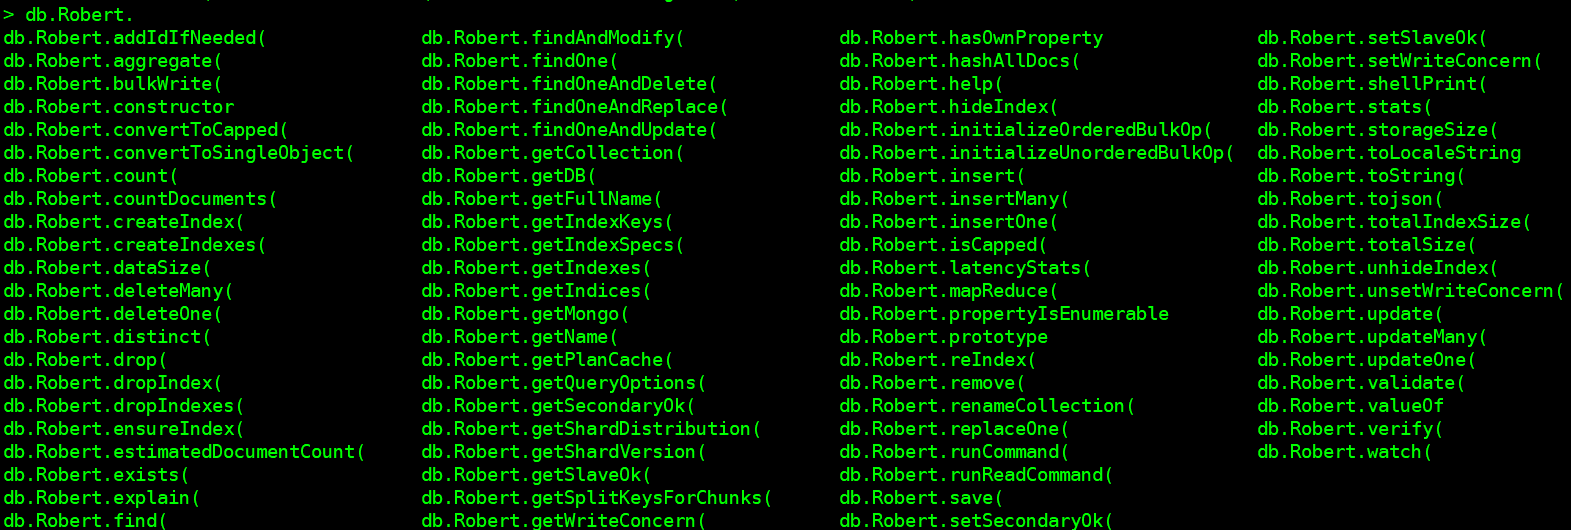 > db.Robert.
db.Robert.addIdIfNeeded( db.Robert.findAndModify( db.Robert.hasOwnProperty db.Robert.setSlaveOk(
db.Robert.aggregate( db.Robert.findOne( db.Robert.hashAllDocs( db.Robert.setWriteConcern(
db.Robert.bulkWrite( db.Robert.findOneAndDelete( db.Robert.help( db.Robert.shellPrint(
db.Robert.constructor db.Robert.findOneAndReplace( db.Robert.hideIndex( db.Robert.stats(
db.Robert.convertToCapped( db.Robert.findOneAndUpdate( db.Robert.initializeOrderedBulkOp( db.Robert.storageSize(
db.Robert.convertToSingleObject( db.Robert.getCollection( db.Robert.initializeUnorderedBulkOp( db.Robert.toLocaleString
db.Robert.count( db.Robert.getDB( db.Robert.insert( db.Robert.toString(
db.Robert.countDocuments( db.Robert.getFullName( db.Robert.insertMany( db.Robert.tojson(
db.Robert.createIndex( db.Robert.getIndexKeys( db.Robert.insertOne( db.Robert.totalIndexSize(
db.Robert.createIndexes( db.Robert.getIndexSpecs( db.Robert.isCapped( db.Robert.totalSize(
db.Robert.dataSize( db.Robert.getIndexes( db.Robert.latencyStats( db.Robert.unhideIndex(
db.Robert.deleteMany( db.Robert.getIndices( db.Robert.mapReduce( db.Robert.unsetWriteConcern(
db.Robert.deleteOne( db.Robert.getMongo( db.Robert.propertyIsEnumerable db.Robert.update(
db.Robert.distinct( db.Robert.getName( db.Robert.prototype db.Robert.updateMany(
db.Robert.drop( db.Robert.getPlanCache( db.Robert.reIndex( db.Robert.updateOne(
db.Robert.dropIndex( db.Robert.getQueryOptions( db.Robert.remove( db.Robert.validate(
db.Robert.dropIndexes( db.Robert.getSecondaryOk( db.Robert.renameCollection( db.Robert.valueOf
db.Robert.ensureIndex( db.Robert.getShardDistribution( db.Robert.replaceOne( db.Robert.verify(
db.Robert.estimatedDocumentCount( db.Robert.getShardVersion( db.Robert.runCommand( db.Robert.watch(
db.Robert.exists( db.Robert.getSlaveOk( db.Robert.runReadCommand(
db.Robert.explain( db.Robert.getSplitKeysForChunks( db.Robert.save(
db.Robert.find( db.Robert.getWriteConcern( db.Robert.setSecondaryOk(